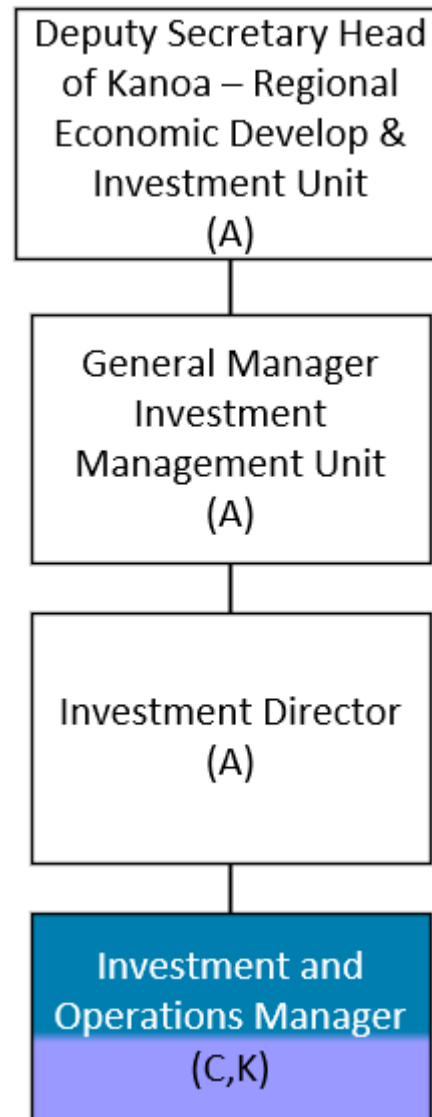 Deputy Secretary Head
of Kanoa – Regional
Economic Develop &
Investment Unit
(A)
General Manager
Investment
Management Unit
(A)
Investment Director
(A)
Investment and
Operations Manager
(C,K)